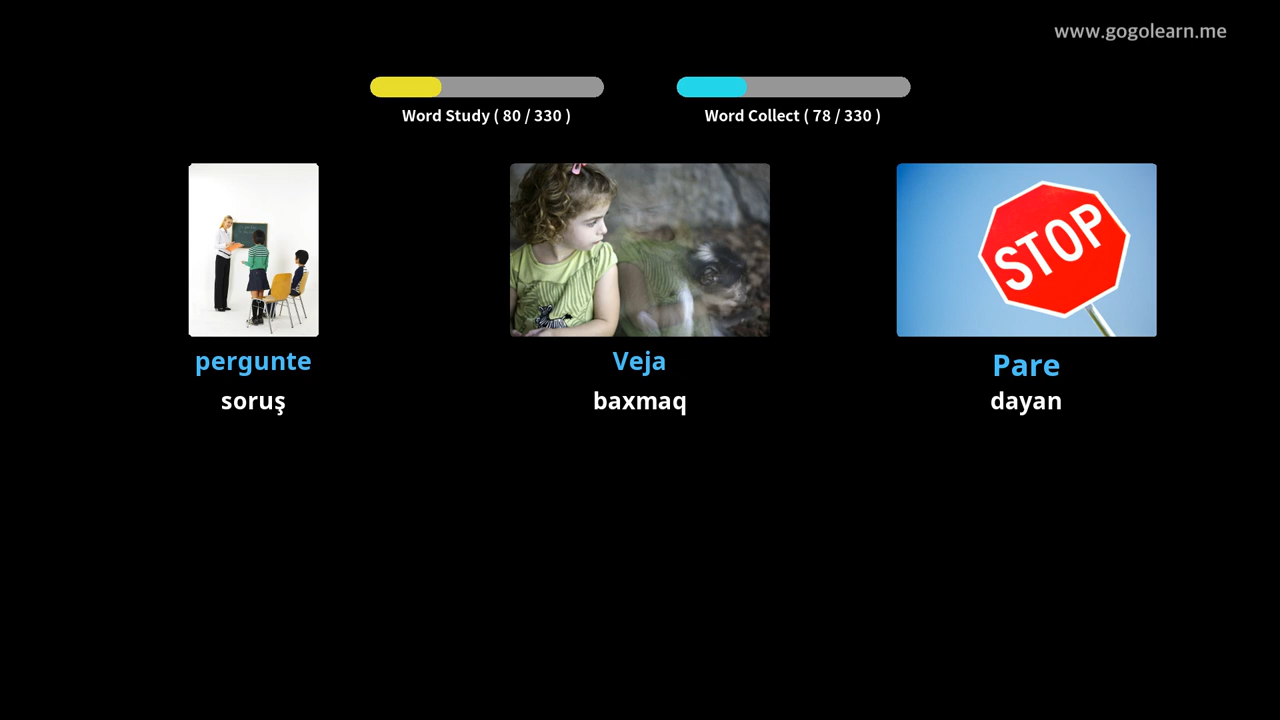 www.gogolearn.me
Word Study ( 80 / 330 )
Word Collect ( 78 / 330 )
STOP
pergunte
Veja
Pare
soruş
baxmaq
dayan